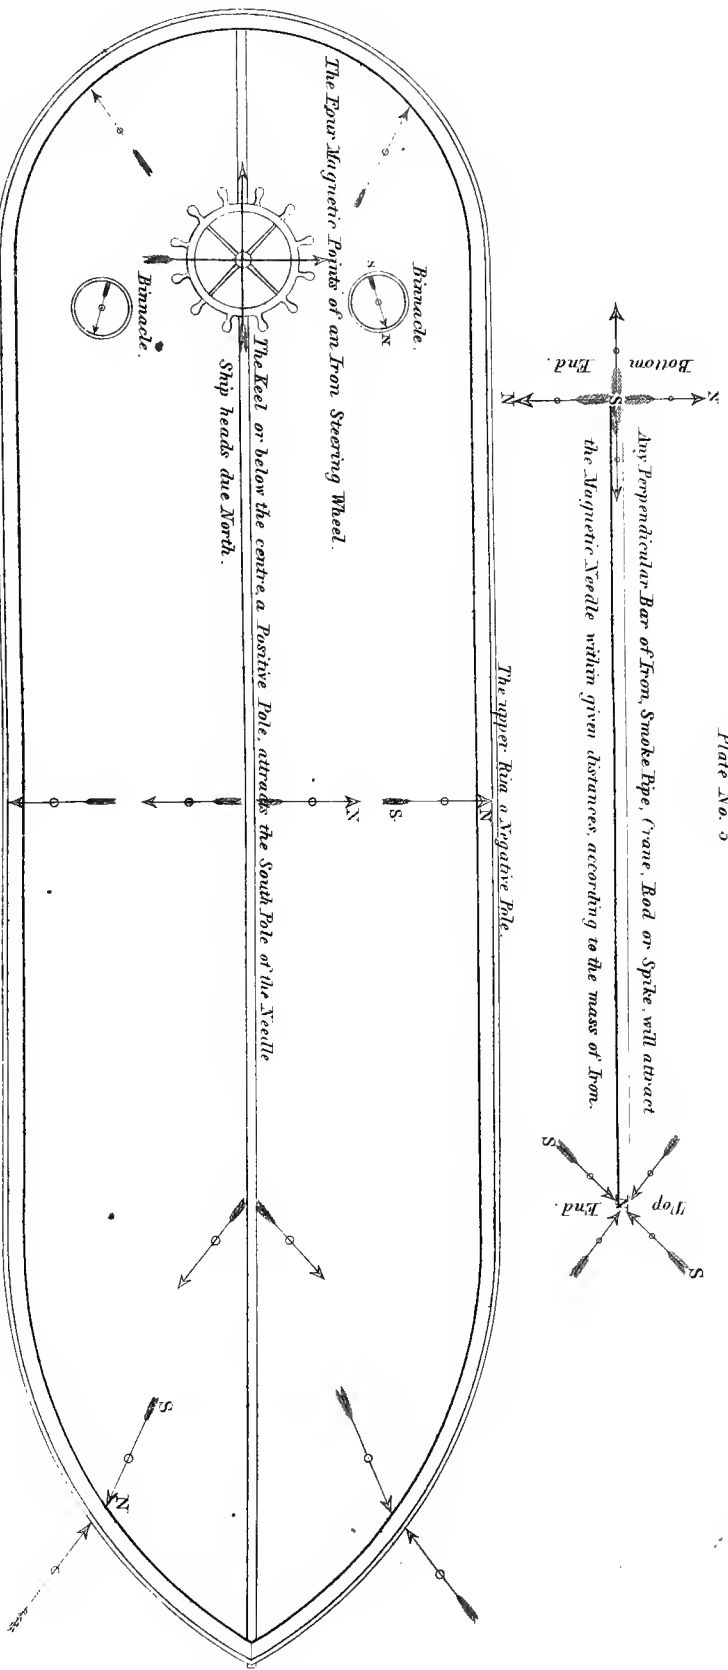 Plate No. 5
Any Perpendicular Bar of Iron, Smoke Pipe, Crane, Rod or Spike, will attract
the Magnetic Needle within given distances, according to the mass of Iron.
Bottom
End.
N
S
N
Top
End.
S
S
The upper Rim a Negative Pole.
Binnacle.
S
N
The Four Magnetic Points of an Iron Steering Wheel.
The Keel or below the centre, a Positive Pole, attracts the South Pole of the Needle
Ship heads due North.
Binnacle.
N
S.
N
S
N